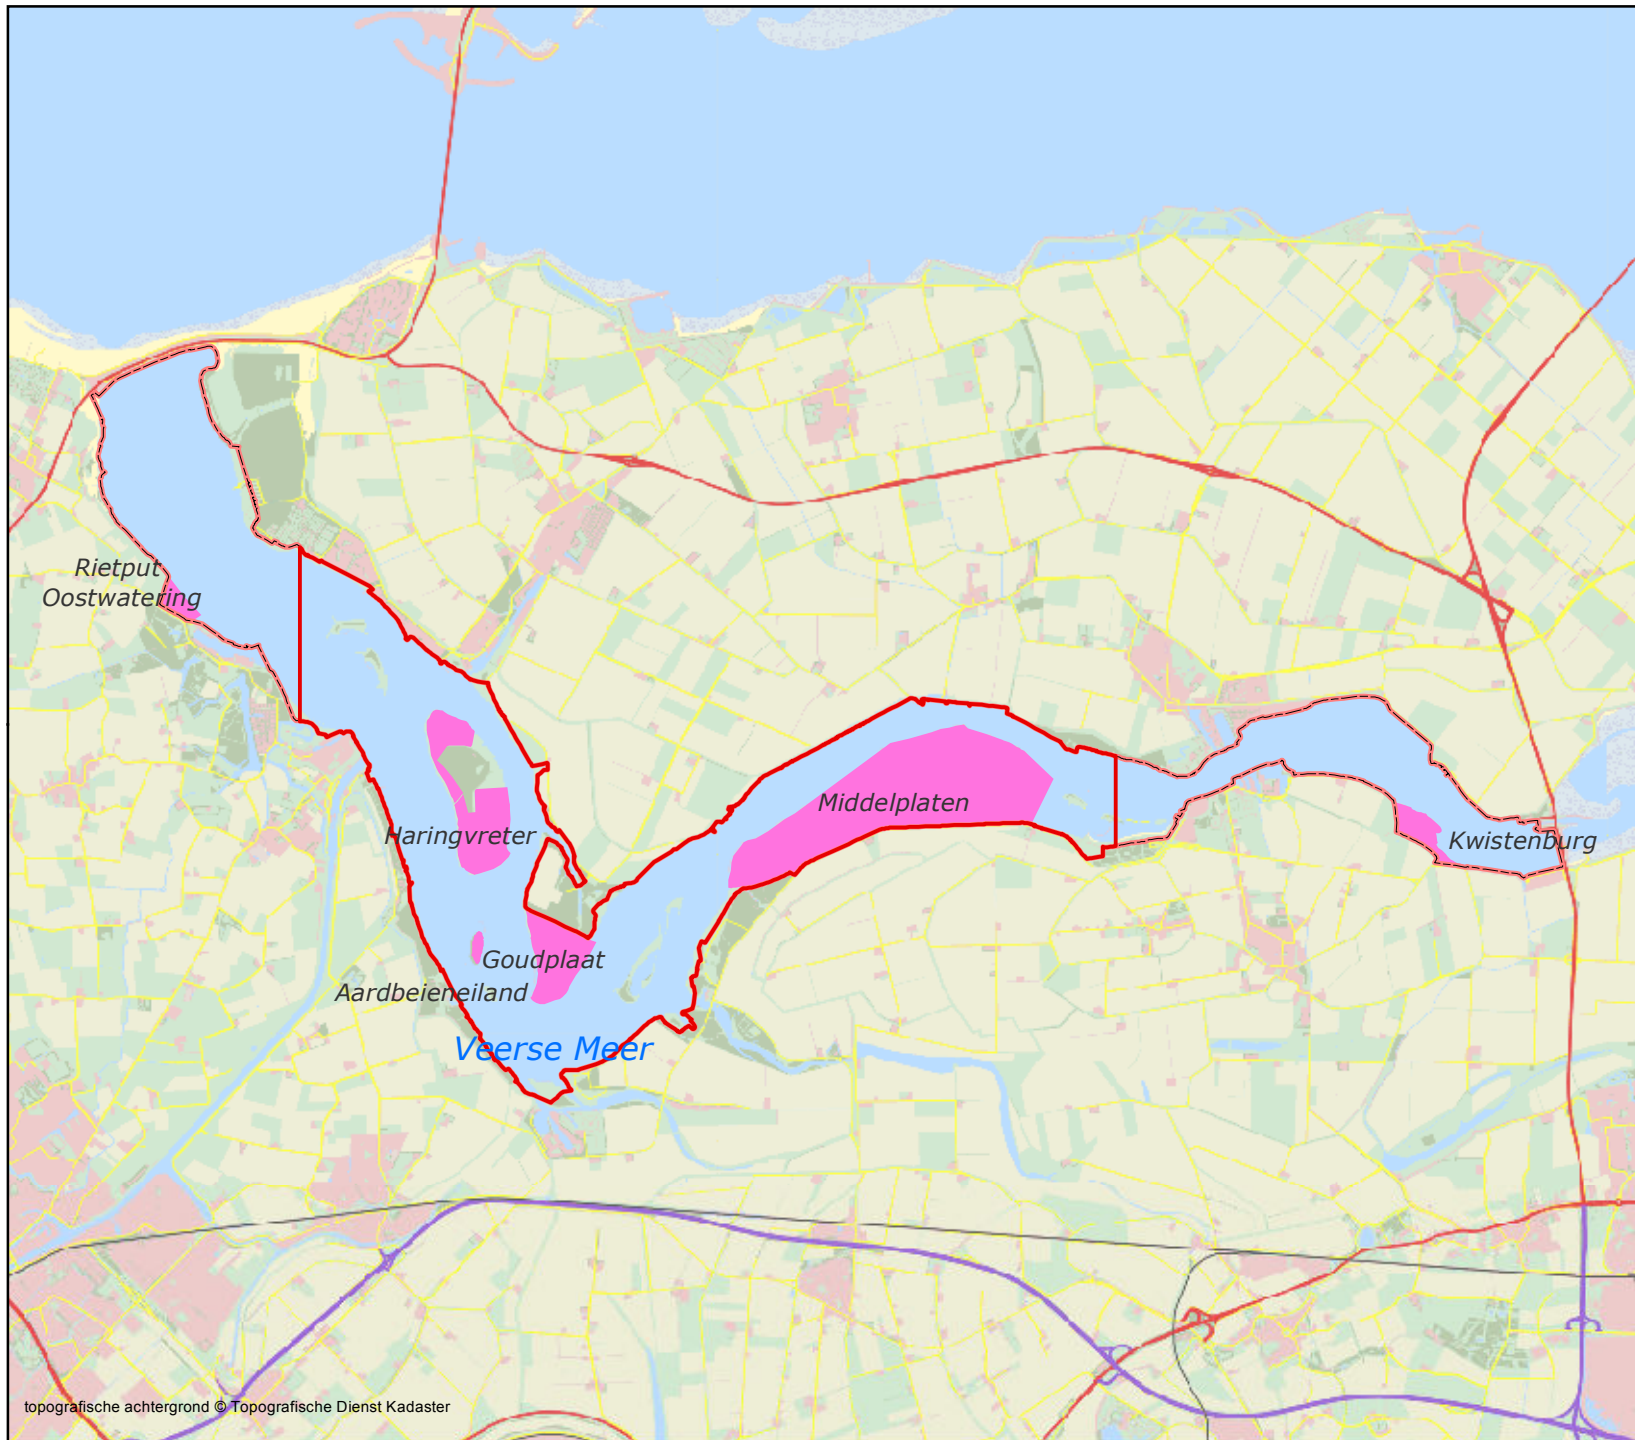 Rietput
Oostwatering
Middelplaten
Haringvreter
Kwistenburg
Goudplaat
Aardbeieneiland
Veerse Meer
topografische achtergrond © Topografische Dienst Kadaster